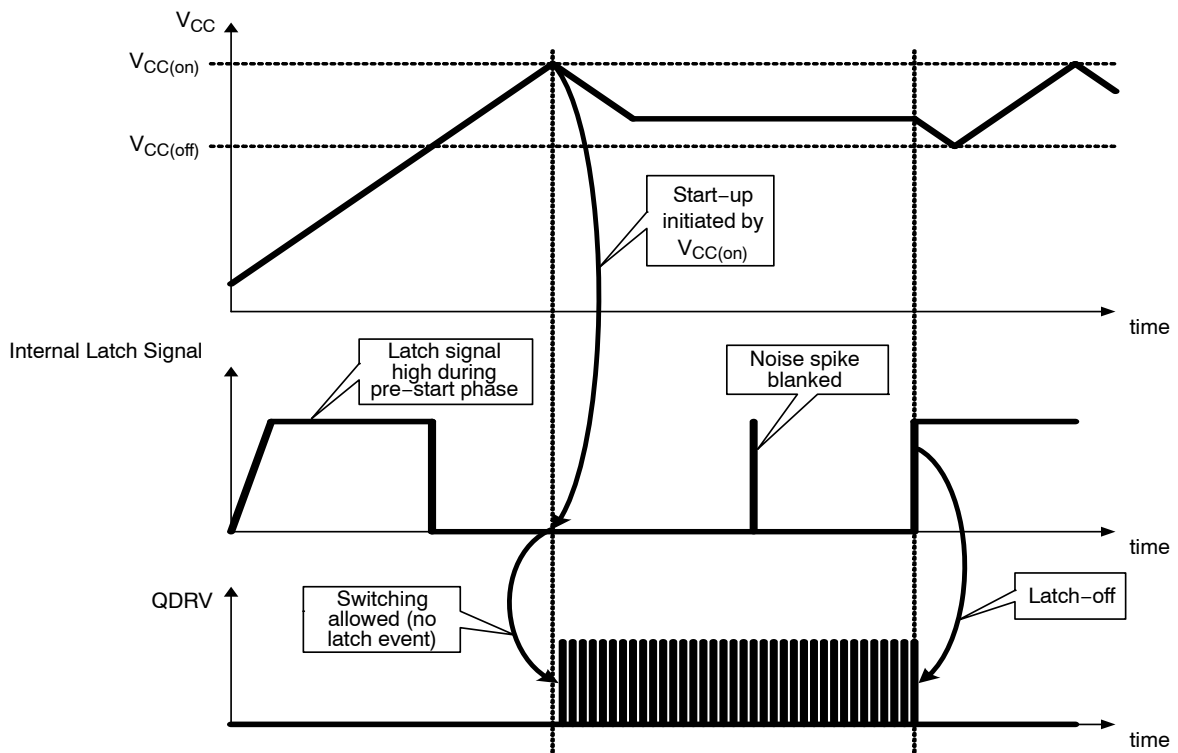 VCC
VCC(on)
VCC(off)
Start−up
initiated by
VCC(on)
time
Internal Latch Signal
Latch signal
high during
pre−start phase
Noise spike
blanked
time
QDRV
Switching
allowed (no
latch event)
Latch−off
time